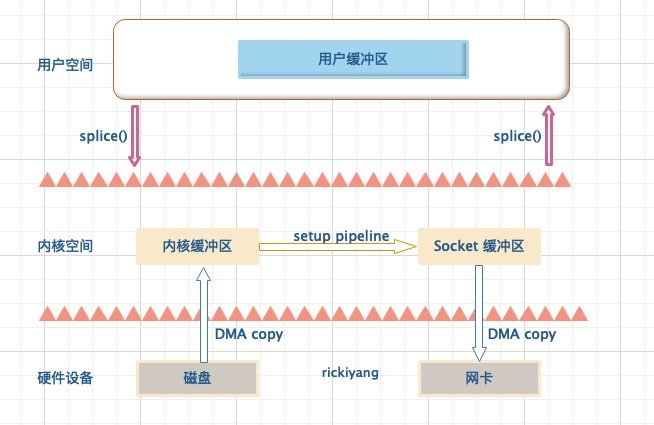 用户空间
用户缓冲区
splice()
splice()
内核空间
内核缓冲区
setup pipeline
Socket 缓冲区
DMA copy
DMA copy
硬件设备
磁盘
rickiyang
网卡